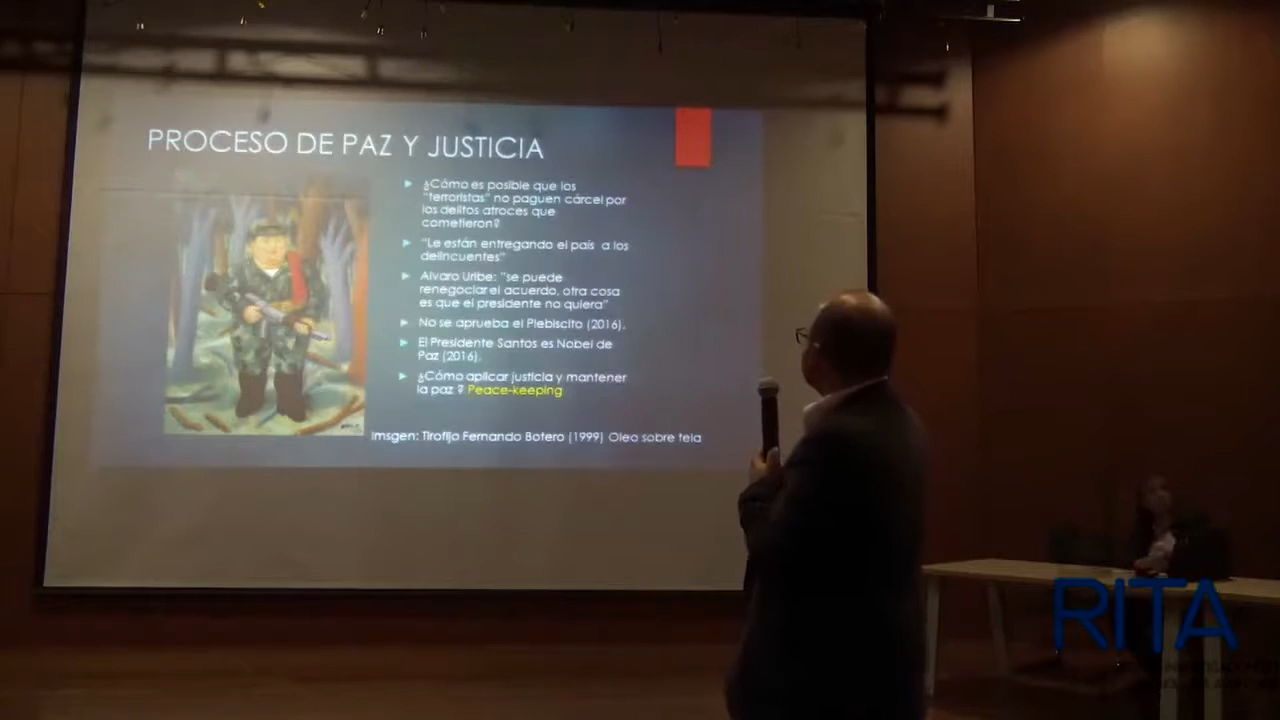 PROCESO DE PAZ Y JUSTICIA
¿Cómo es posible que los
"terroristas" no paguen cárcel por
los delitos atroces que
cometieron?
"Le están entregando el país a los
delincuentes"
Alvaro Uribe: "se puede
renegociar el acuerdo, otra cosa
es que el presidente no quiera"
No se aprueba el Plebiscito (2016).
El Presidente Santos es Nobel de
Paz (2016).
¿Cómo aplicar justicia y mantener
la paz ? Peace-keeping
Imsgen: Tirofijo Fernando Botero (1999) Oleo sobre tela
RITA